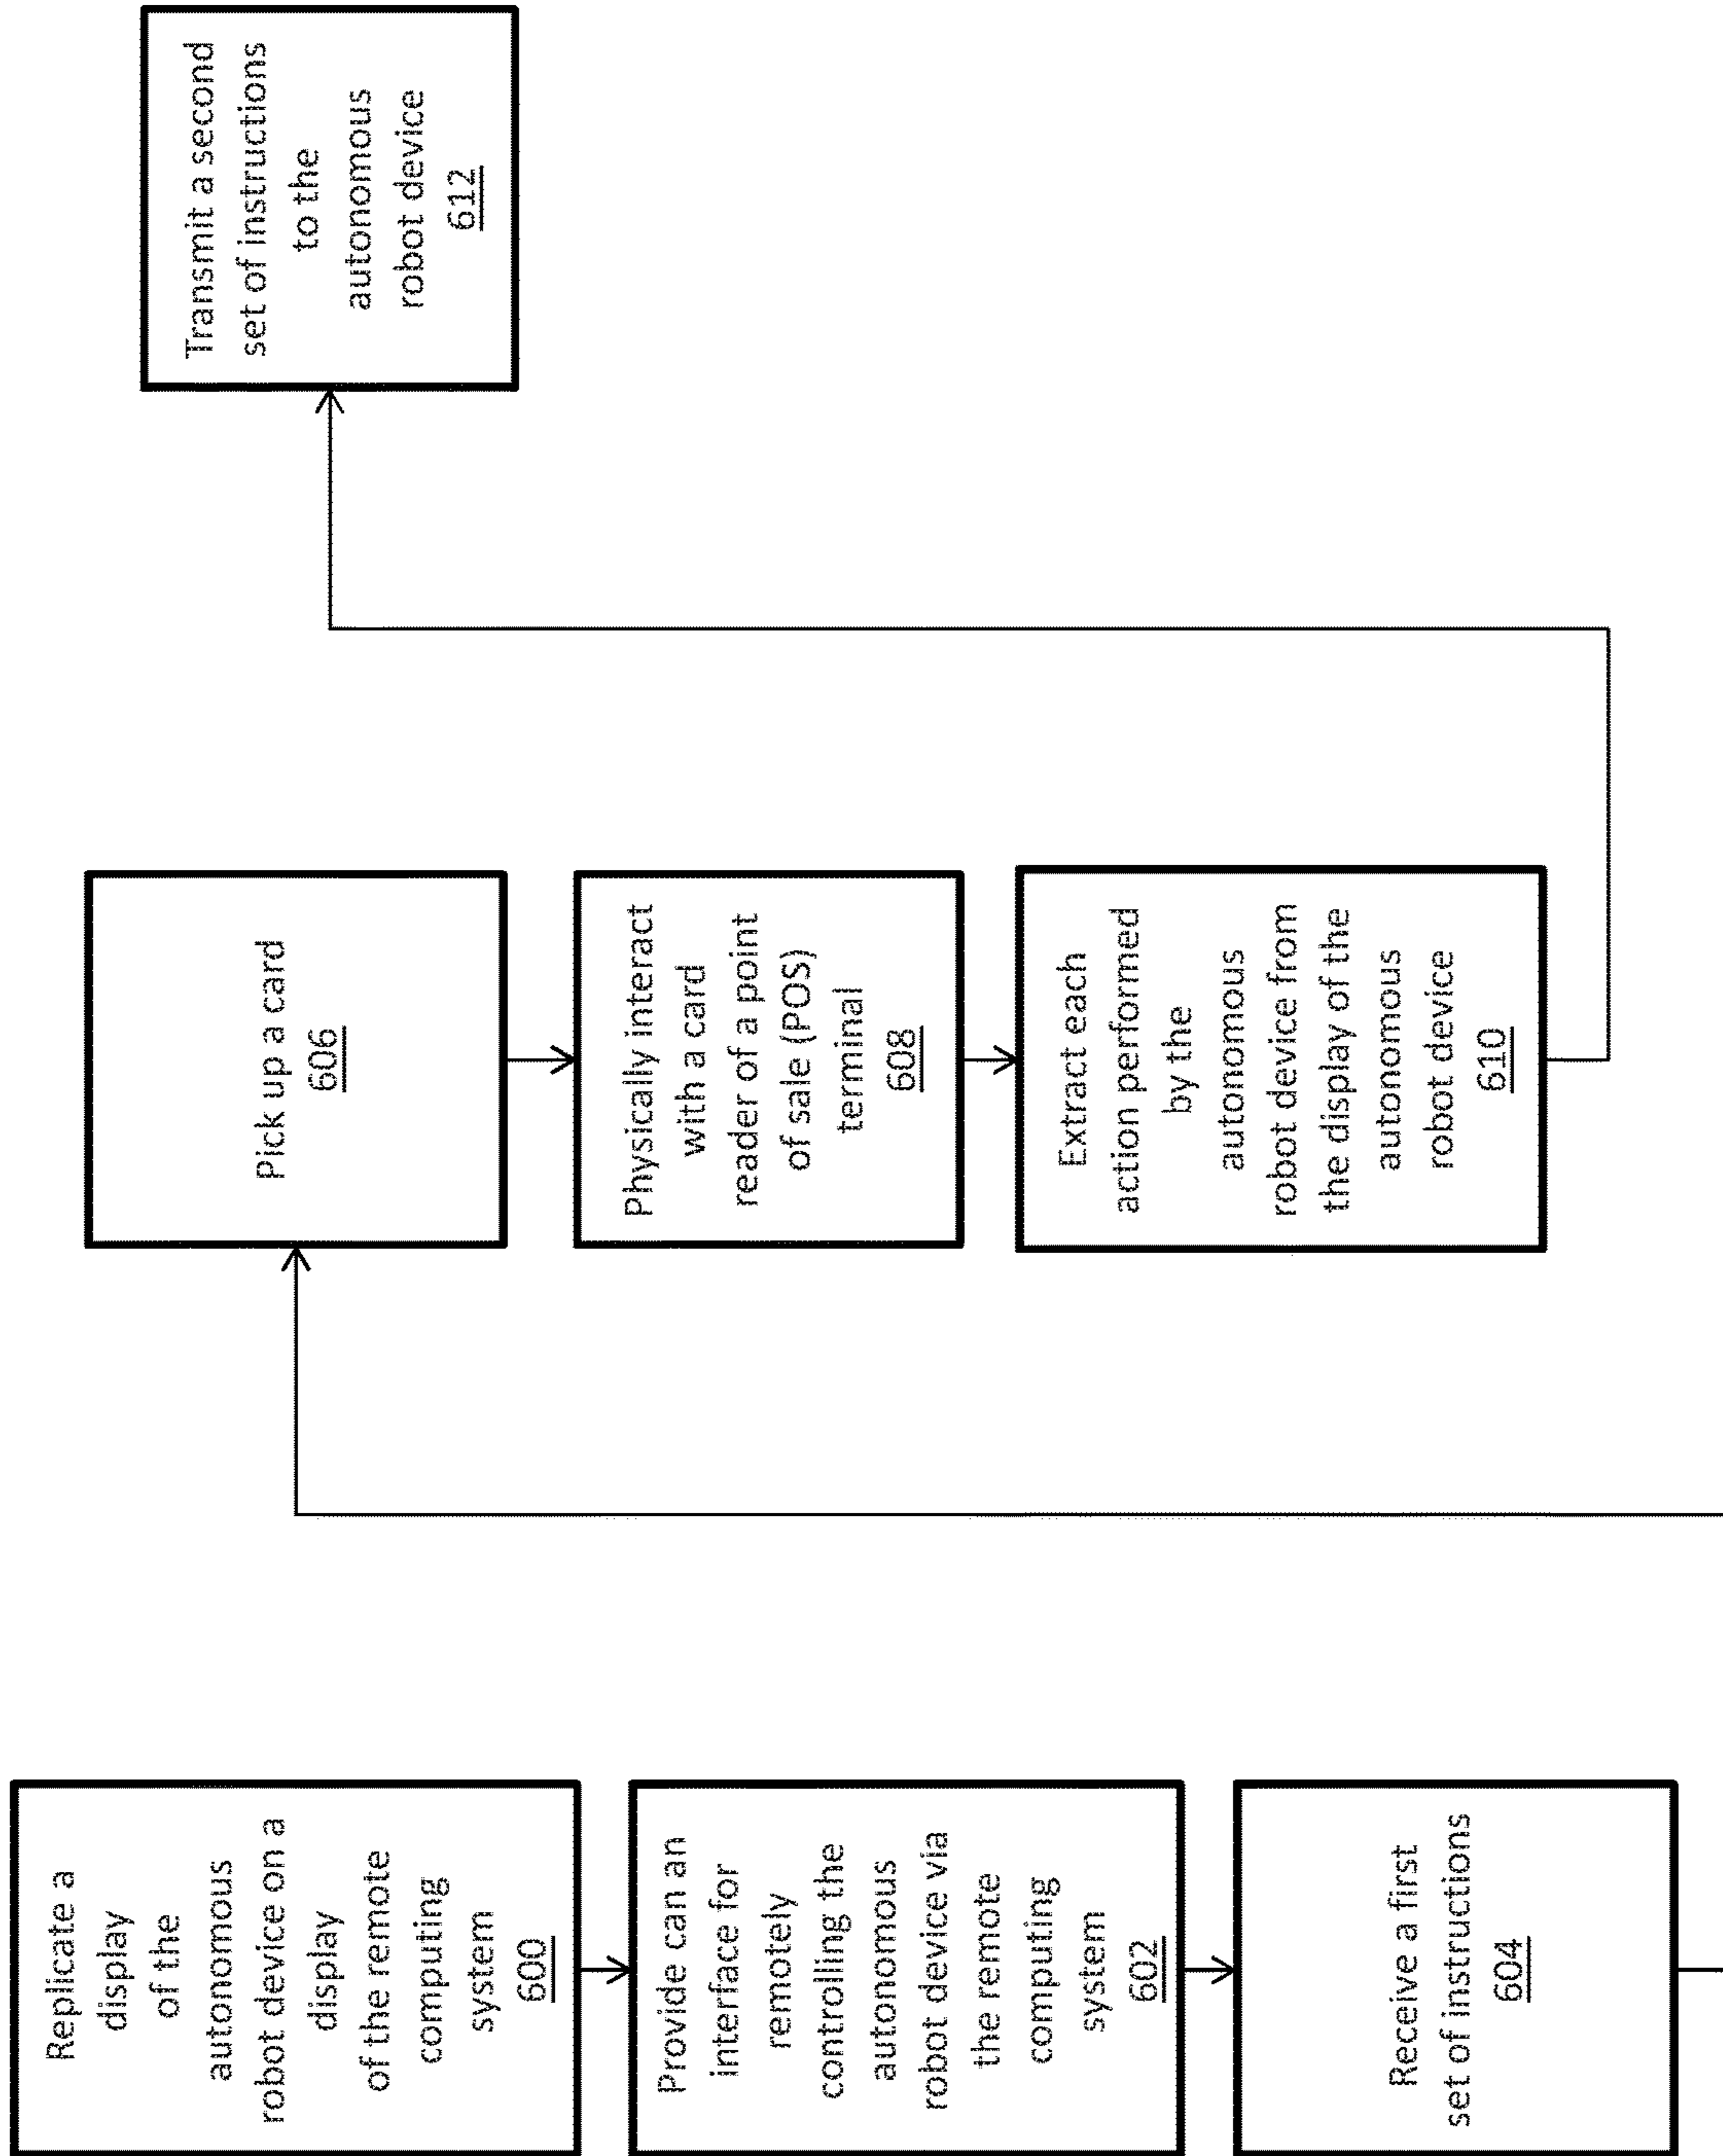 Replicate a
display
of the
autonomous
robot device on a
display
of the remote
computing
system
600
Provide can an
interface for
remotely
controlling the
autonomous
robot device via
the remote
computing
system
602
Receive a first
set of instructions
604
Pick up a card
606
Physically interact
with a card
reader of a point
of sale (POS)
terminal
608
Extract each
action performed
by the
autonomous
robot device from
the display of the
autonomous
robot device
610
Transmit a second
set of instructions
to the
autonomous
robot device
612